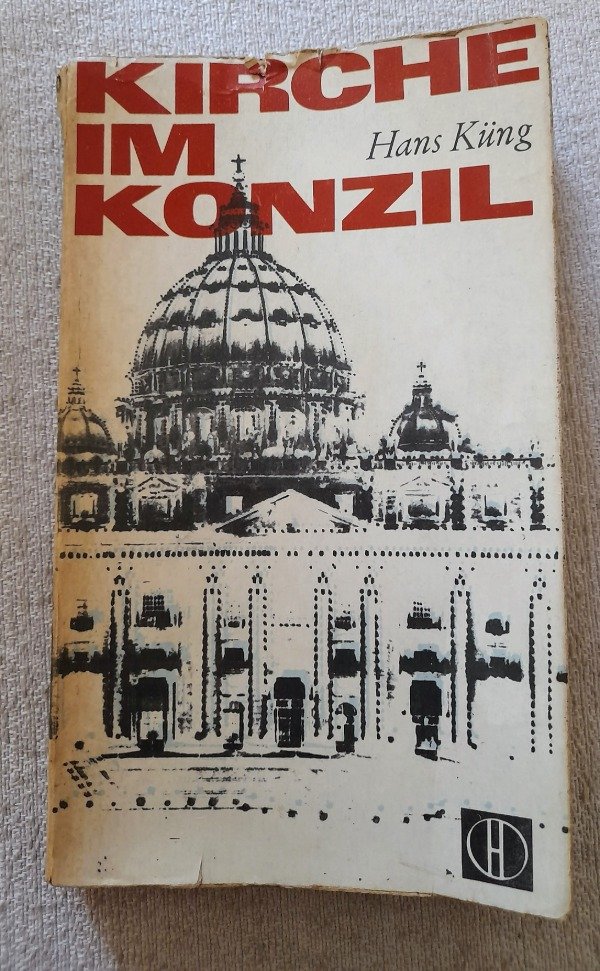 KIRCHE
IM
Hans Küng
KONZIL
H